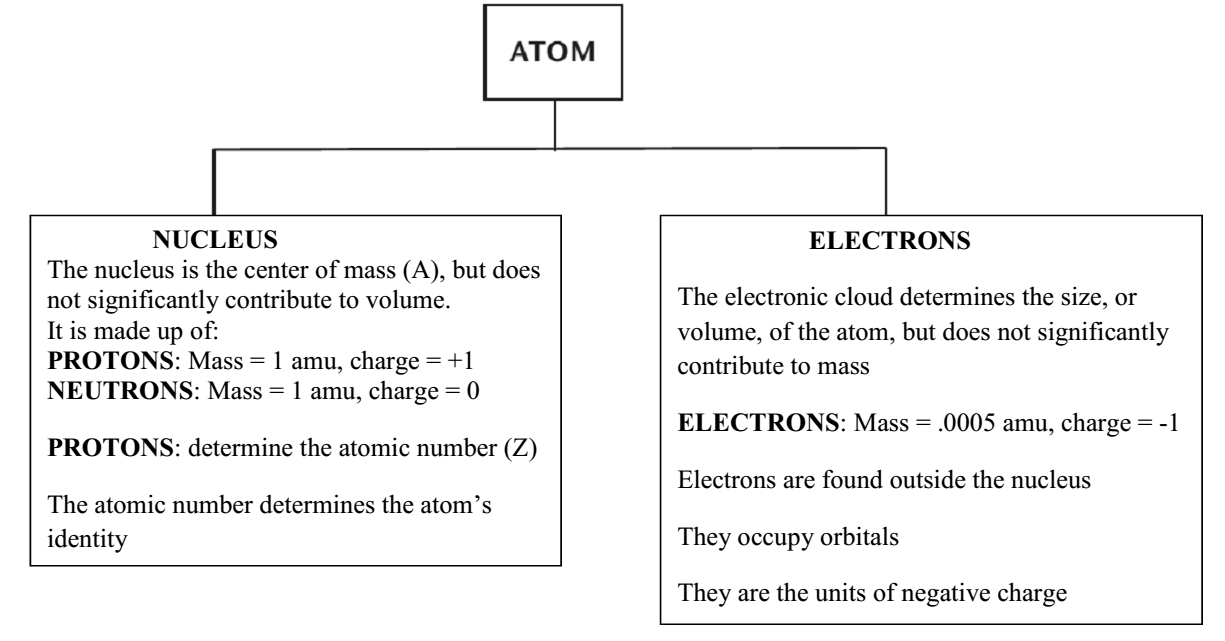 ATOM
NUCLEUS
The nucleus is the center of mass (A), but does
not significantly contribute to volume.
It is made up of:
PROTONS: Mass = 1 amu, charge = +1
NEUTRONS: Mass = 1 amu, charge = 0
PROTONS: determine the atomic number (Z)
The atomic number determines the atom’s
identity
ELECTRONS
The electronic cloud determines the size, or
volume, of the atom, but does not significantly
contribute to mass
ELECTRONS: Mass = .0005 amu, charge = -1
Electrons are found outside the nucleus
They occupy orbitals
They are the units of negative charge